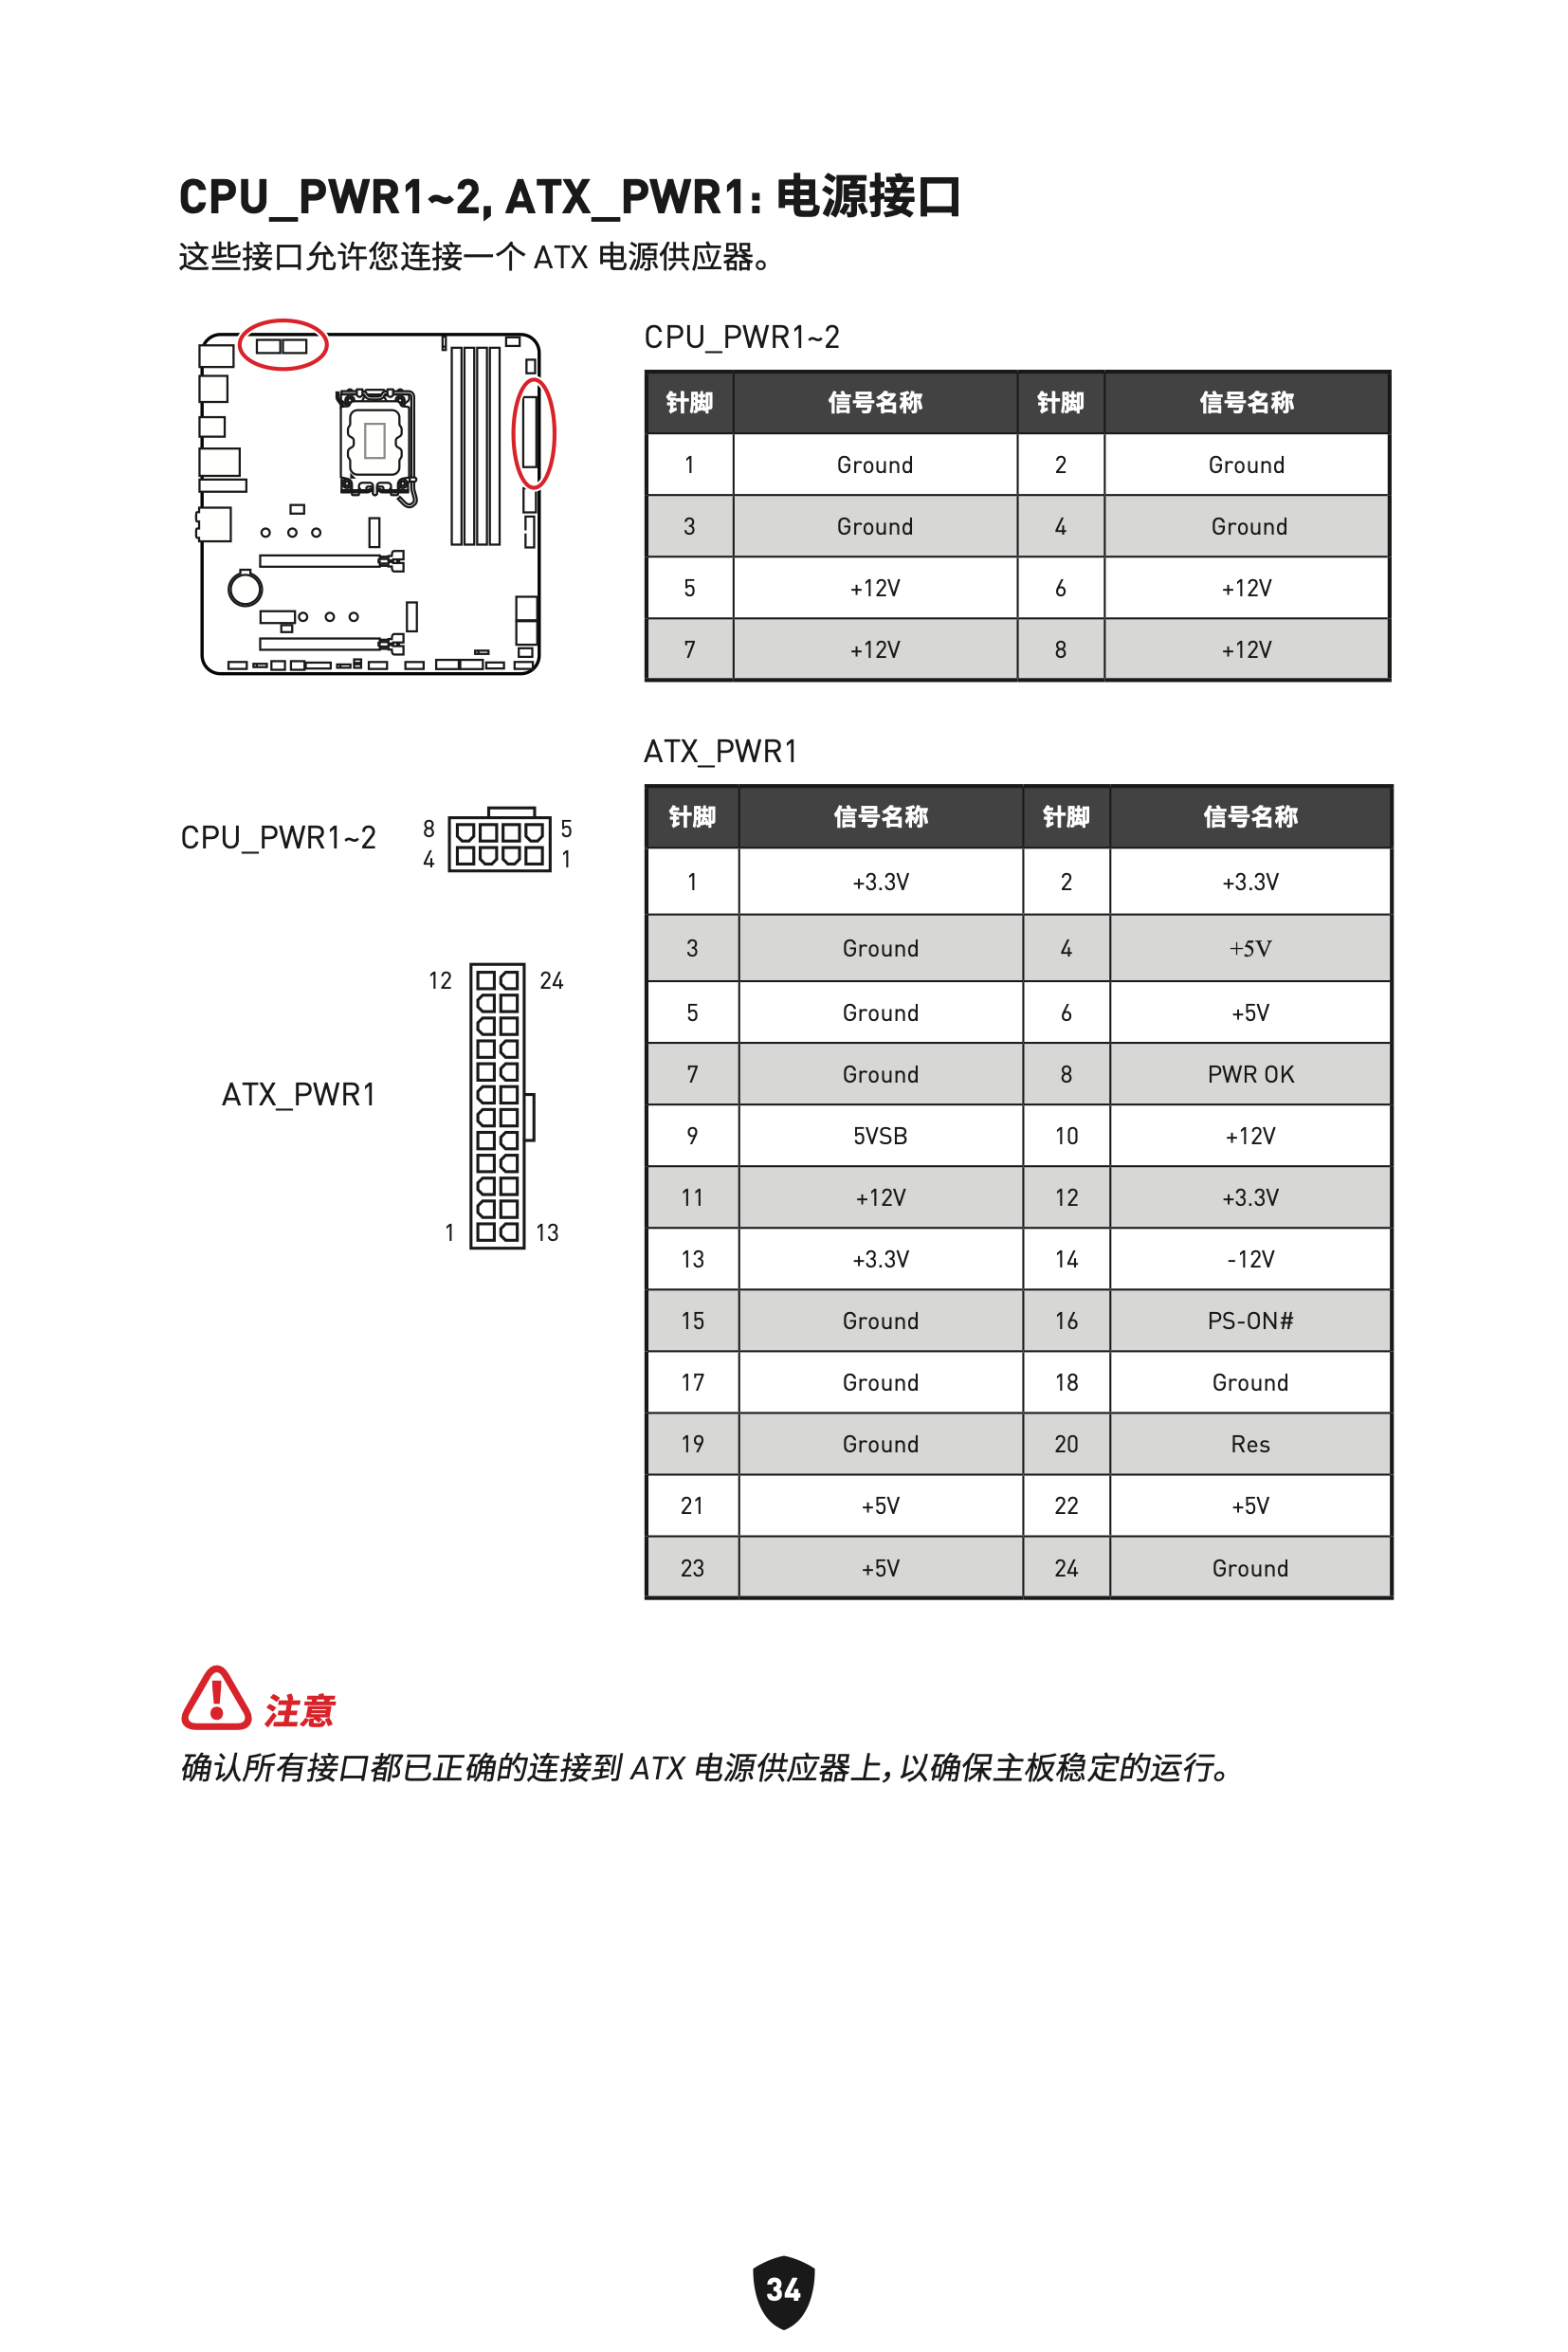 CPU_PWR1~2, ATX_PWR1: 电源接口
这些接口允许您连接一个 ATX 电源供应器。
CPU_PWR1~2
针脚 信号名称 针脚 信号名称
1 Ground 2 Ground
3 Ground 4 Ground
5 +12V 6 +12V
7 +12V 8 +12V
CPU_PWR1~2
8 5
4 1
ATX_PWR1
12 24
1 13
ATX_PWR1
针脚 信号名称 针脚 信号名称
1 +3.3V 2 +3.3V
3 Ground 4 +5V
5 Ground 6 +5V
7 Ground 8 PWR OK
9 5VSB 10 +12V
11 +12V 12 +3.3V
13 +3.3V 14 -12V
15 Ground 16 PS-ON#
17 Ground 18 Ground
19 Ground 20 Res
21 +5V 22 +5V
23 +5V 24 Ground
注意
确认所有接口都已正确的连接到 ATX 电源供应器上，以确保主板稳定的运行。
34